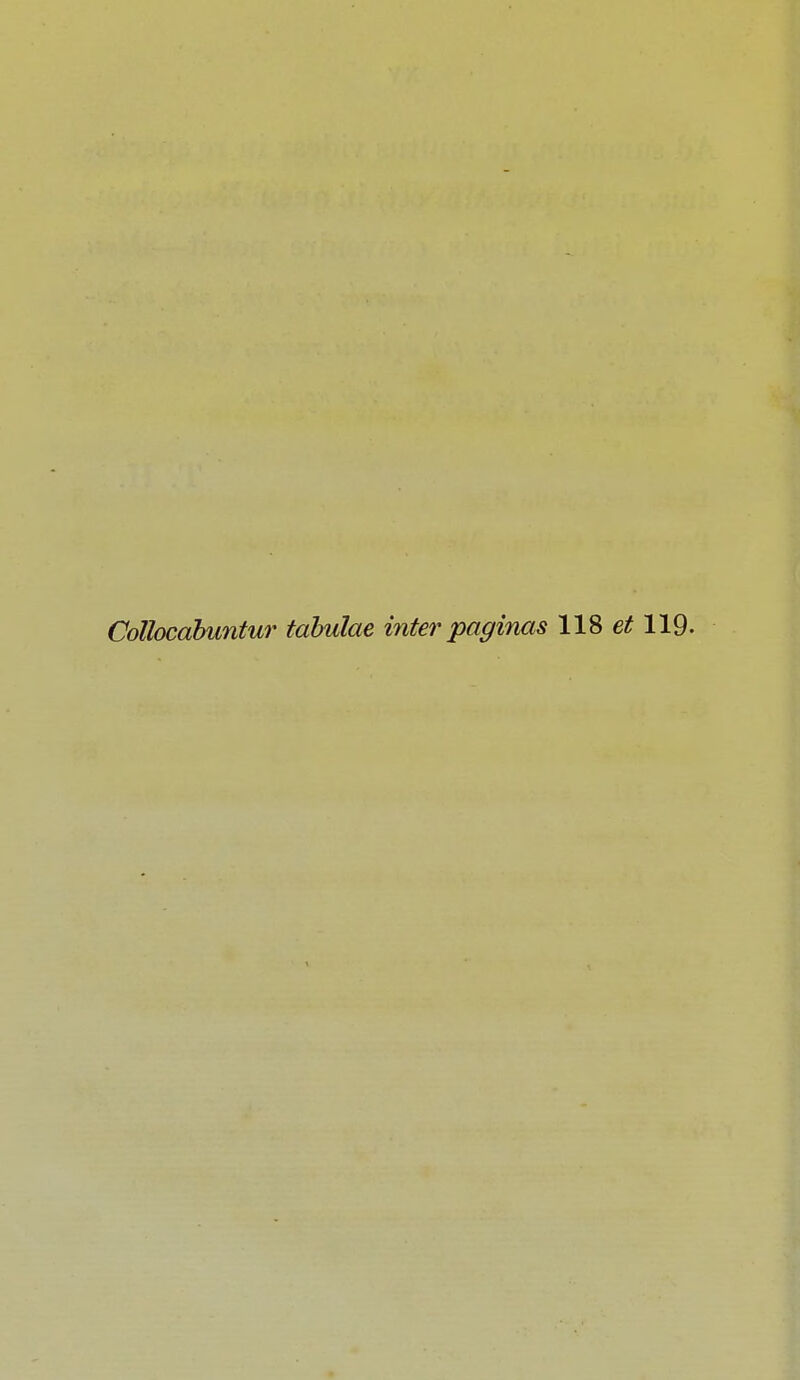 Collocabuntur tabulae inter paginas 118 et 119.